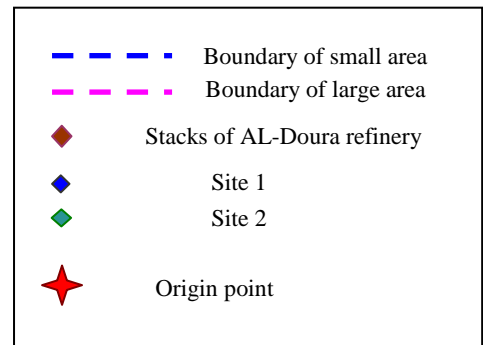 Boundary of small area
Boundary of large area
Stacks of AL-Doura refinery
Site 1
Site 2
Origin point